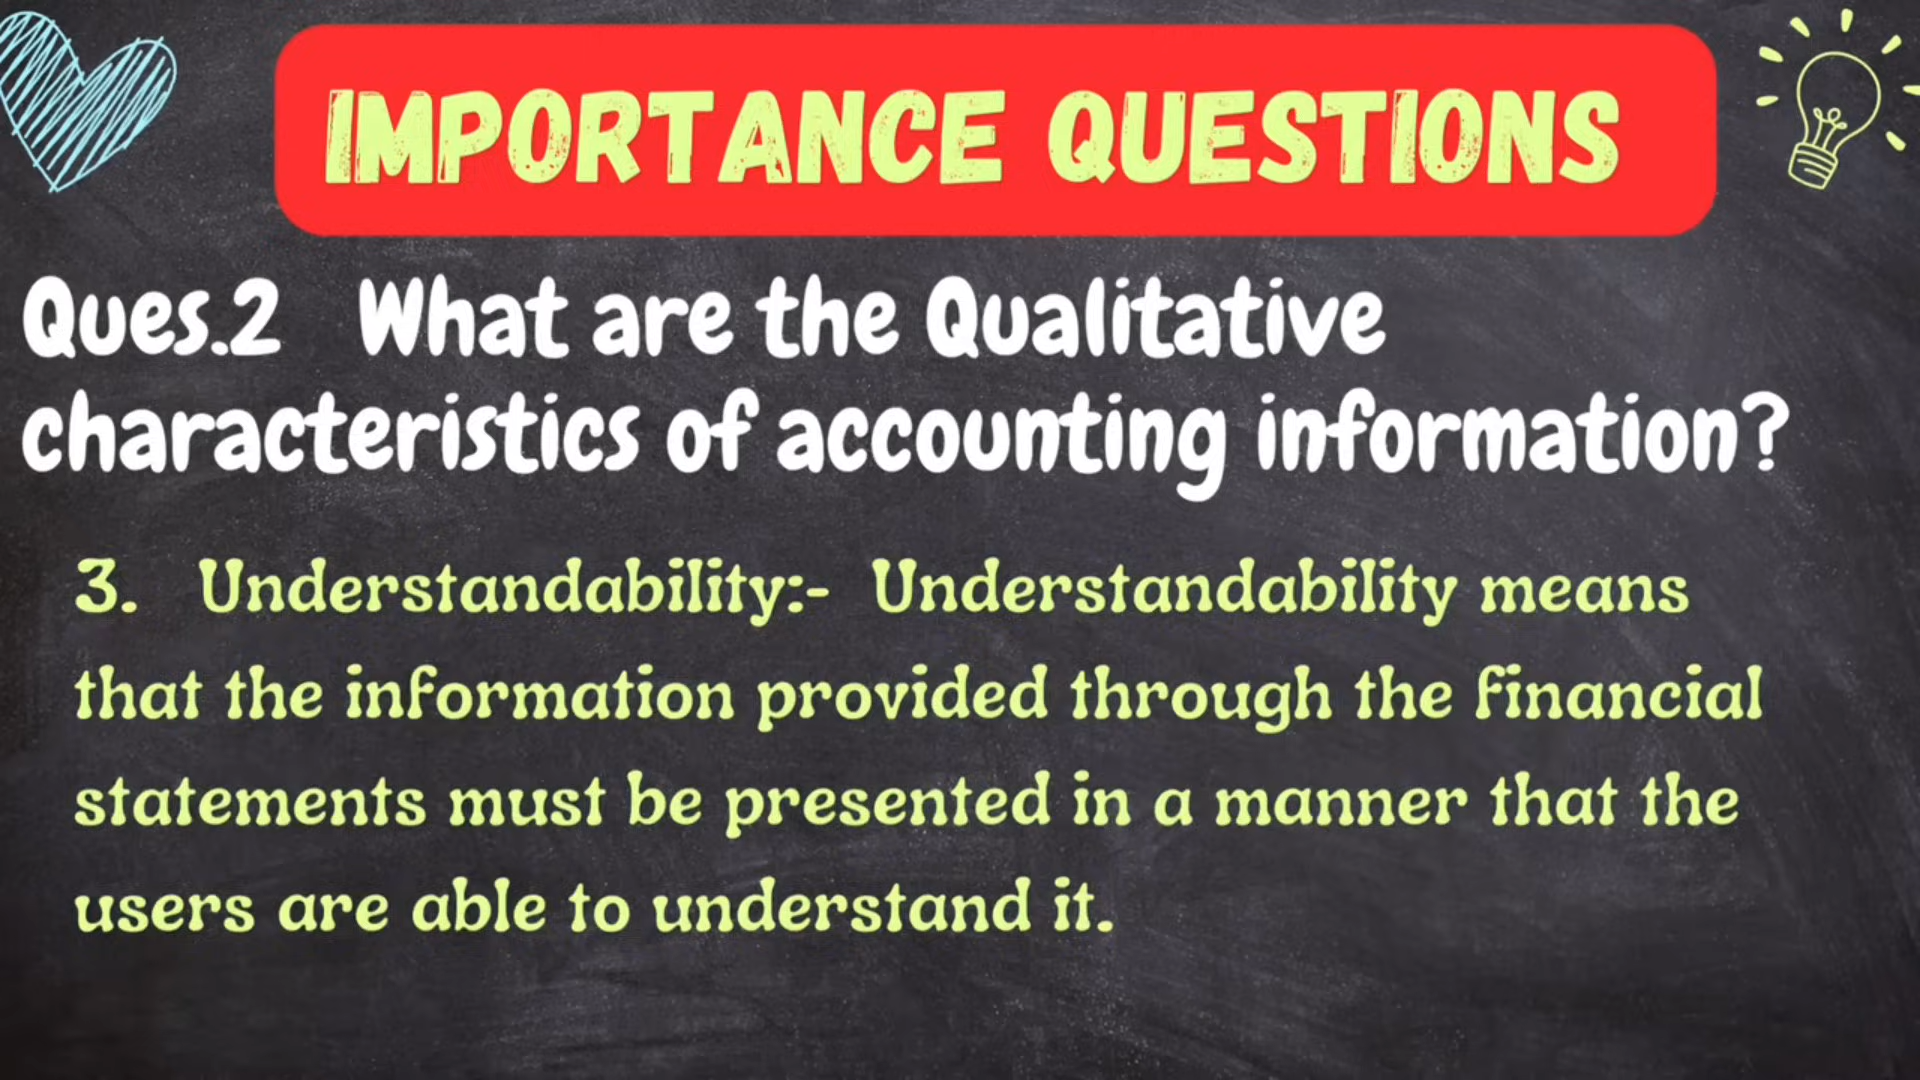 IMPORTANCE QUESTIONS
Ques.2 What are the Qualitative
characteristics of accounting information?
3. Understandability:- Understandability means
that the information provided through the financial
statements must be presented in a manner that the
users are able to understand it.